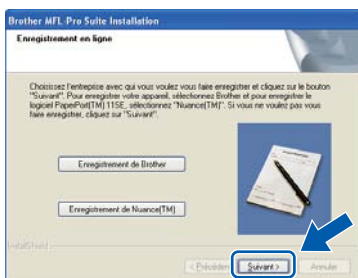 Brother MFL-Pro Suite Installation
Enregistrement en ligne
Choisissez l'entreprise avec qui vous voulez vous faire enregistrer et cliquez sur le bouton
"Suivant". Pour enregistrer votre appareil, sélectionnez Brother et pour enregistrer le
logiciel PaperPort(TM) 11SE, sélectionnez "Nuance(TM)". Si vous ne voulez pas vous
faire enregistrer, cliquez sur "Suivant".
Enregistrement de Brother
Enregistrement de Nuance(TM)
InstallShield
< Précédent Suivant > Annuler